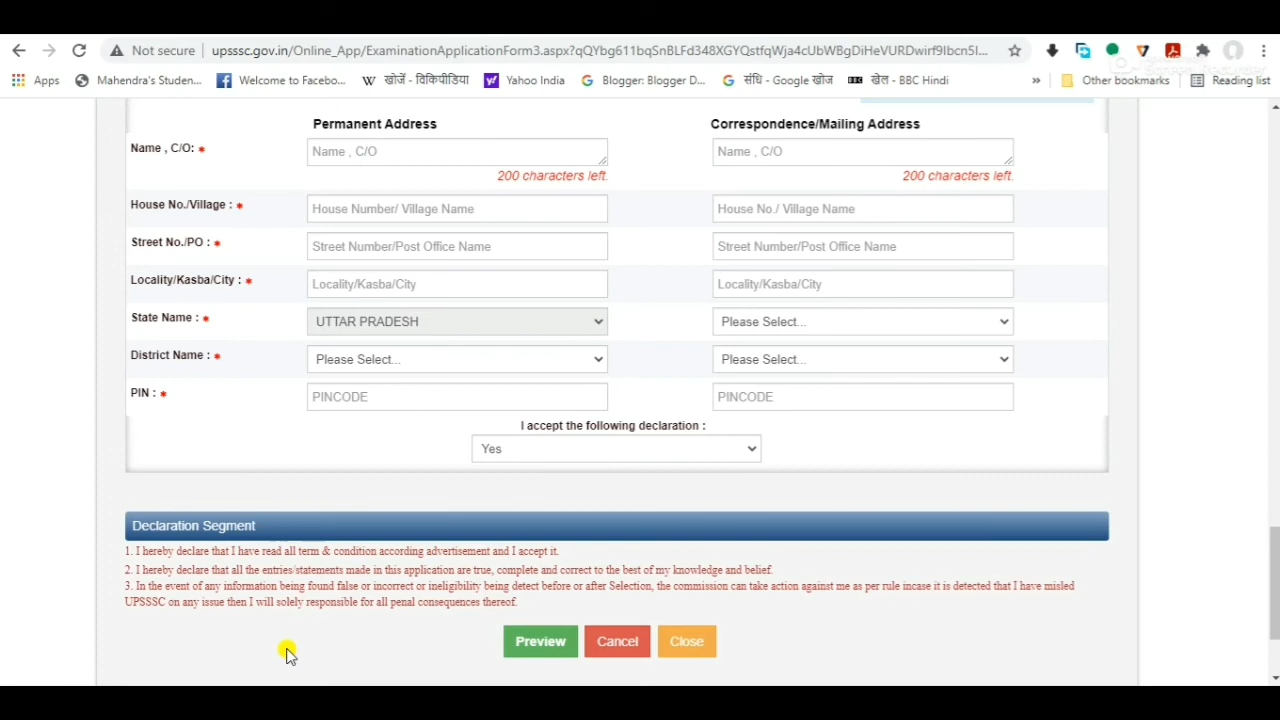 Not secure upsssc.gov.in/Online_App/ExaminationApplicationForm3.aspx?qQYbg611bqSnBLFd348XGYQstfqWja4cUbWBgDiHeVURDwirf9Ibcn5I...
Apps Mahendra's Studen... Welcome to Facebo... खोजें - विकिपीडिया Yahoo India Blogger: Blogger D... संधि - Google खोज BBC खेल - BBC Hindi » Other bookmarks Reading list
Permanent Address Correspondence/Mailing Address
Name , C/O: * Name , C/O Name , C/O
200 characters left. 200 characters left.
House No./Village : * House Number/ Village Name House No./ Village Name
Street No./PO : * Street Number/Post Office Name Street Number/Post Office Name
Locality/Kasba/City : * Locality/Kasba/City Locality/Kasba/City
State Name : * UTTAR PRADESH Please Select...
District Name : * Please Select... Please Select...
PIN : * PINCODE PINCODE
I accept the following declaration :
Yes
Declaration Segment
1. I hereby declare that I have read all term & condition according advertisement and I accept it.
2. I hereby declare that all the entries/statements made in this application are true, complete and correct to the best of my knowledge and belief.
3. In the event of any information being found false or incorrect or ineligibility being detect before or after Selection, the commission can take action against me as per rule incase it is detected that I have misled
UPSSSC on any issue then I will solely responsible for all penal consequences thereof.
Preview Cancel Close